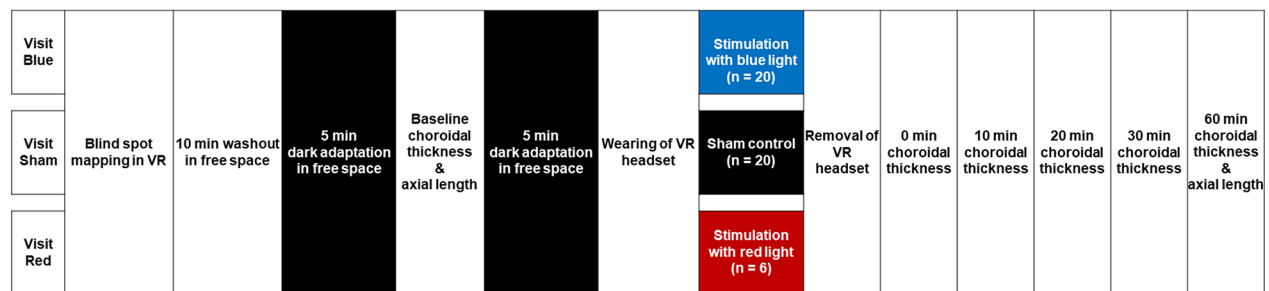 Visit
Blue
Visit
Sham
Visit
Red
Blind spot
mapping in VR
10 min washout
in free space
5 min
dark adaptation
in free space
Baseline
choroidal
thickness
&
axial length
5 min
dark adaptation
in free space
Wearing of VR
headset
Stimulation
with blue light
(n = 20)
Sham control
(n = 20)
Stimulation
with red light
(n = 6)
Removal of
VR
headset
0 min
choroidal
thickness
10 min
choroidal
thickness
20 min
choroidal
thickness
30 min
choroidal
thickness
60 min
choroidal
thickness
&
axial length